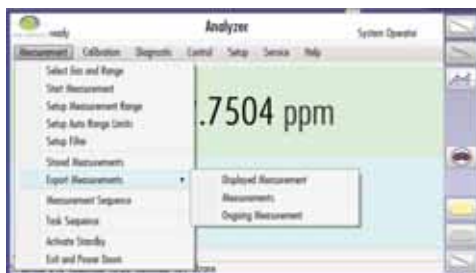 ready
Analyzer
System Operator
Measurement Calibration Diagnostic Control Setup Service Help
Select Gas and Range
Start Measurement
Setup Measurement Range
Setup Auto Range Limits
Setup Filter
Stored Measurements
Export Measurements
Measurement Sequence
Task Sequence
Activate Standby
Exit and Power Down
Displayed Measurement
Measurements
Ongoing Measurement
.7504 ppm